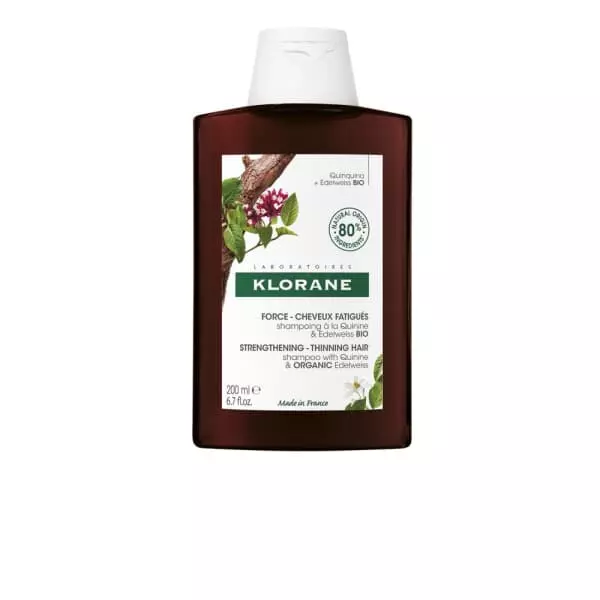 Quinquina
+ Edelweiss BIO
NATURAL ORIGIN
80%
INGREDIENTS
LABORATOIRES
KLORANE
FORCE - CHEVEUX FATIGUÉS
shampoing à la Quinine
& Edelweiss BIO
STRENGTHENING - THINNING HAIR
shampoo with Quinine
& ORGANIC Edelweiss
200 ml ℮
6.7 fl.oz.
Made in France